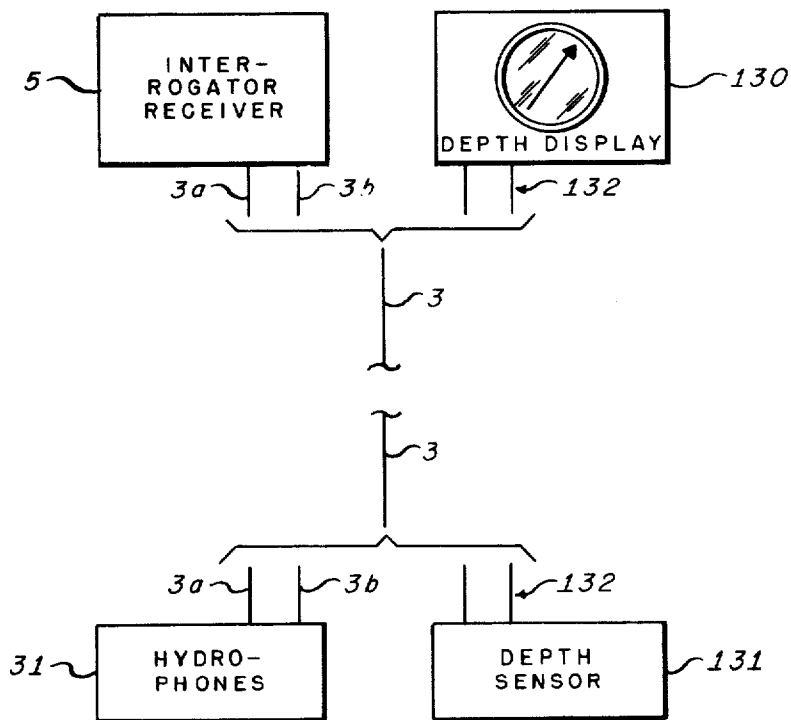 INTER-
ROGATOR
RECEIVER
5
DEPTH DISPLAY
130
3a
3b
132
3
3
3a
3b
132
HYDRO-
PHONES
31
DEPTH
SENSOR
131